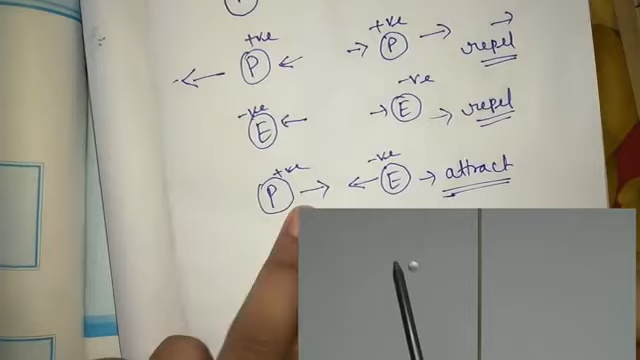 P
+ve +ve
← P ← → P → repel
-ve -ve
E ← → E → repel
+ve -ve
P → ← E → attract